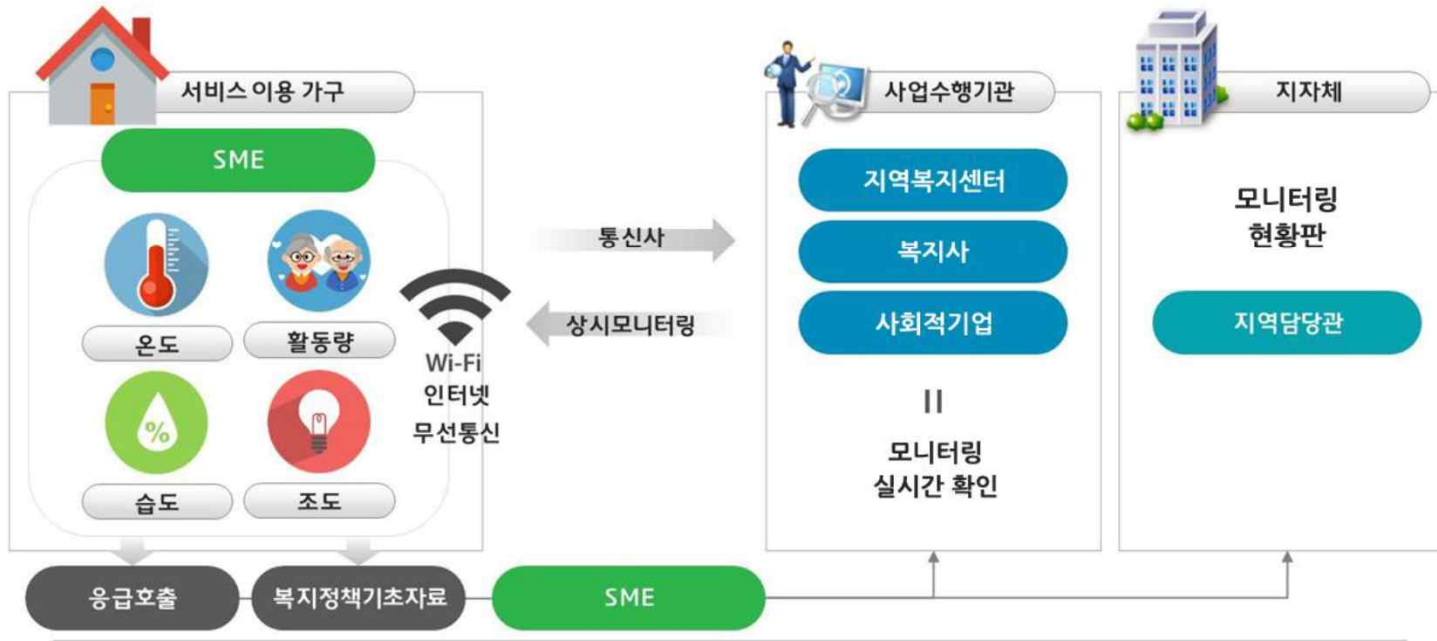 서비스 이용 가구
SME
온도
활동량
%
습도
조도
Wi-Fi
인터넷
무선통신
통신사
상시모니터링
사업수행기관
지역복지센터
복지사
사회적기업
=
모니터링
실시간 확인
지자체
모니터링
현황판
지역담당관
응급호출
복지정책기초자료
SME